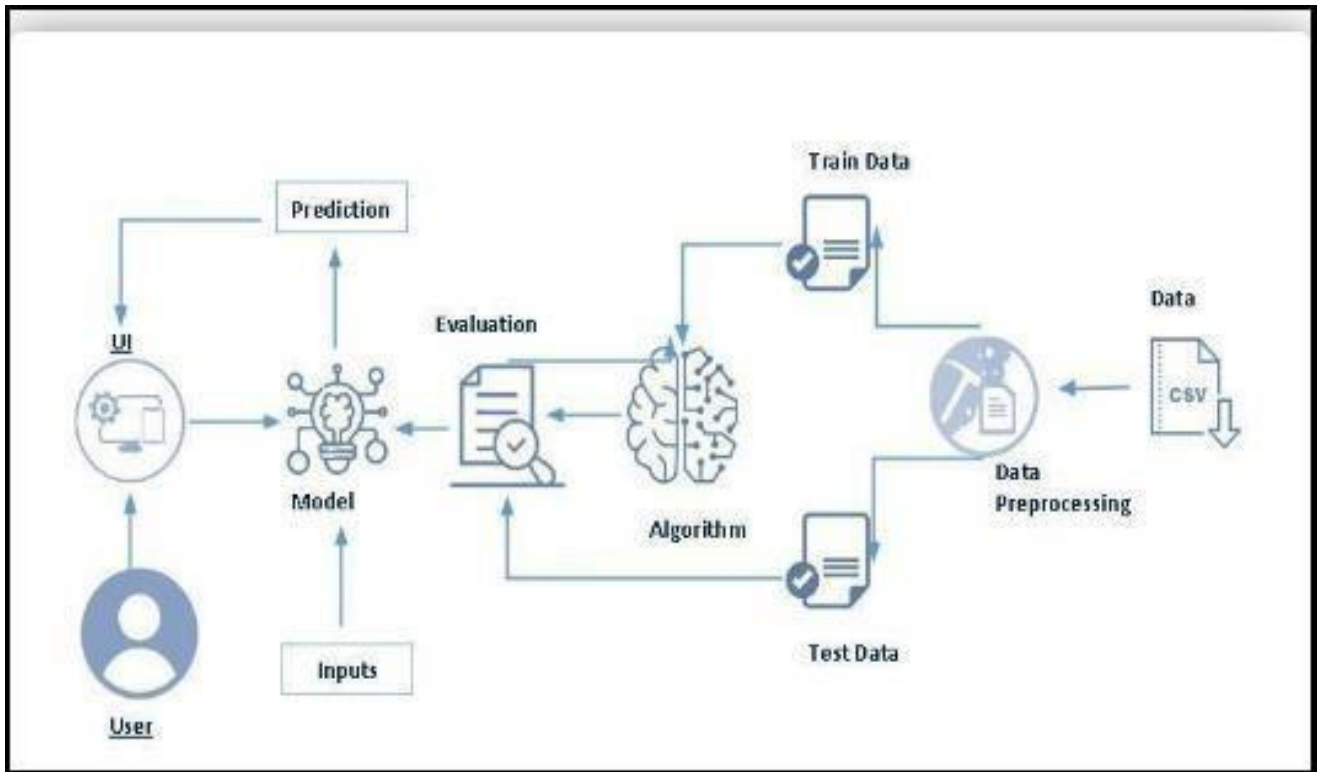 Train Data
Prediction
Data
Evaluation
UI
CSV
Data
Preprocessing
Model
Algorithm
Test Data
Inputs
User